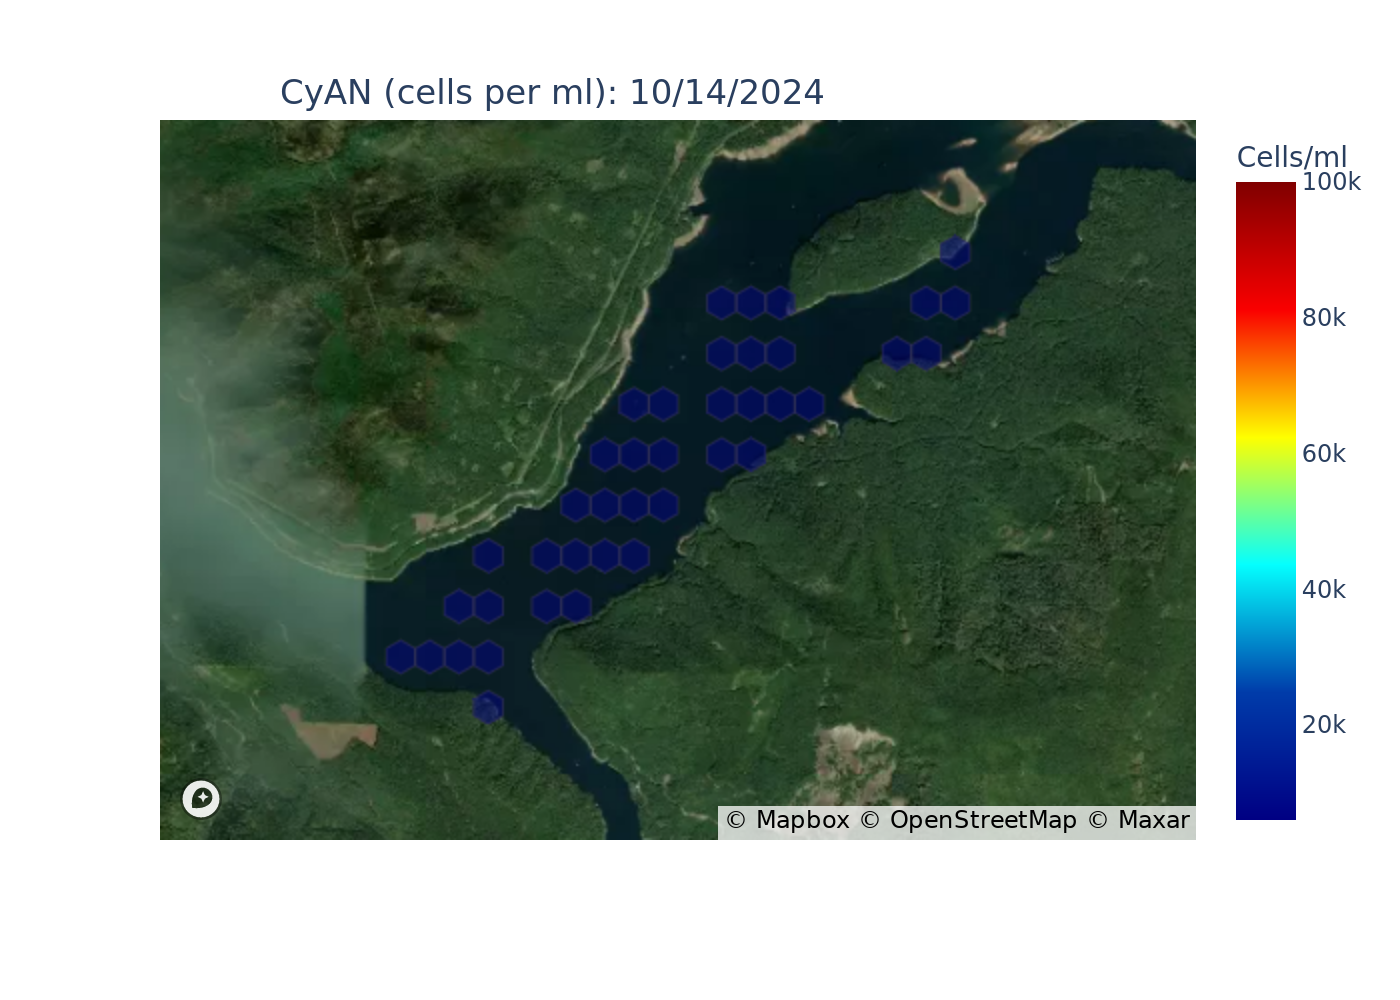 CyAN (cells per ml): 10/14/2024
Cells/ml
100k
80k
60k
40k
20k
© Mapbox © OpenStreetMap © Maxar